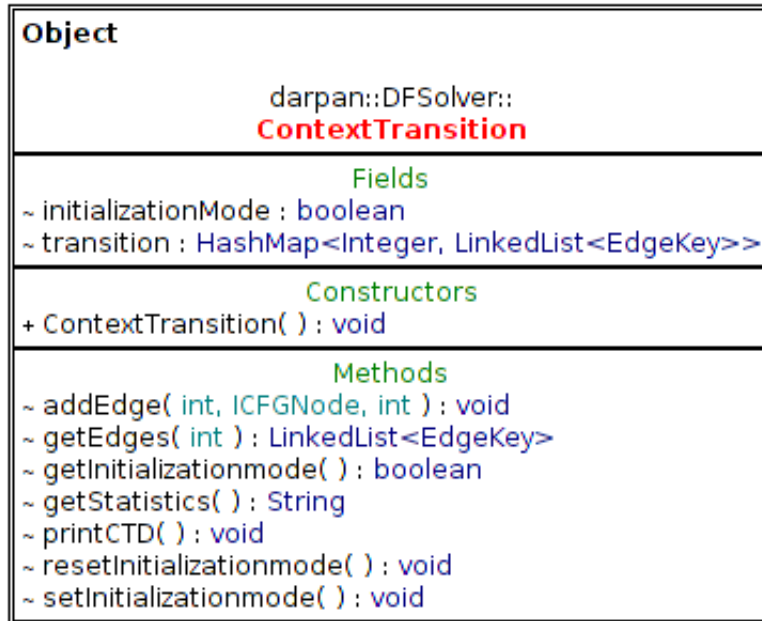 Object
darpan::DFSolver::
ContextTransition
Fields
~ initializationMode : boolean
~ transition : HashMap<Integer, LinkedList<EdgeKey>>
Constructors
+ ContextTransition( ) : void
Methods
~ addEdge( int, ICFGNode, int ) : void
~ getEdges( int ) : LinkedList<EdgeKey>
~ getInitializationmode( ) : boolean
~ getStatistics( ) : String
~ printCTD( ) : void
~ resetInitializationmode( ) : void
~ setInitializationmode( ) : void